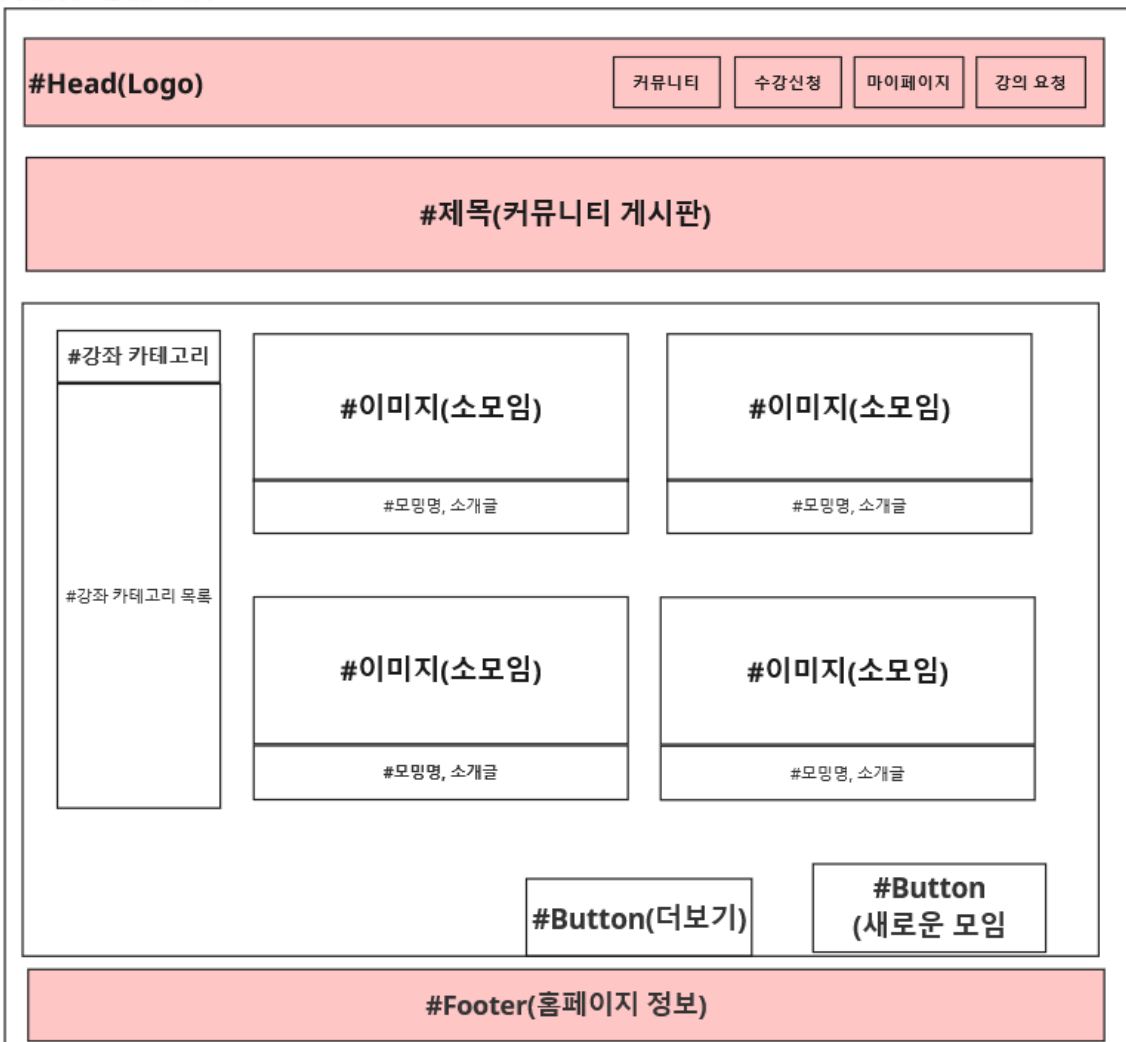 #Head(Logo)
커뮤니티
수강신청
마이페이지
강의 요청
#제목(커뮤니티 게시판)
#강좌 카테고리
#강좌 카테고리 목록
#이미지(소모임)
#모밍명, 소개글
#이미지(소모임)
#모밍명, 소개글
#이미지(소모임)
#모밍명, 소개글
#이미지(소모임)
#모밍명, 소개글
#Button(더보기)
#Button
(새로운 모임
#Footer(홈페이지 정보)